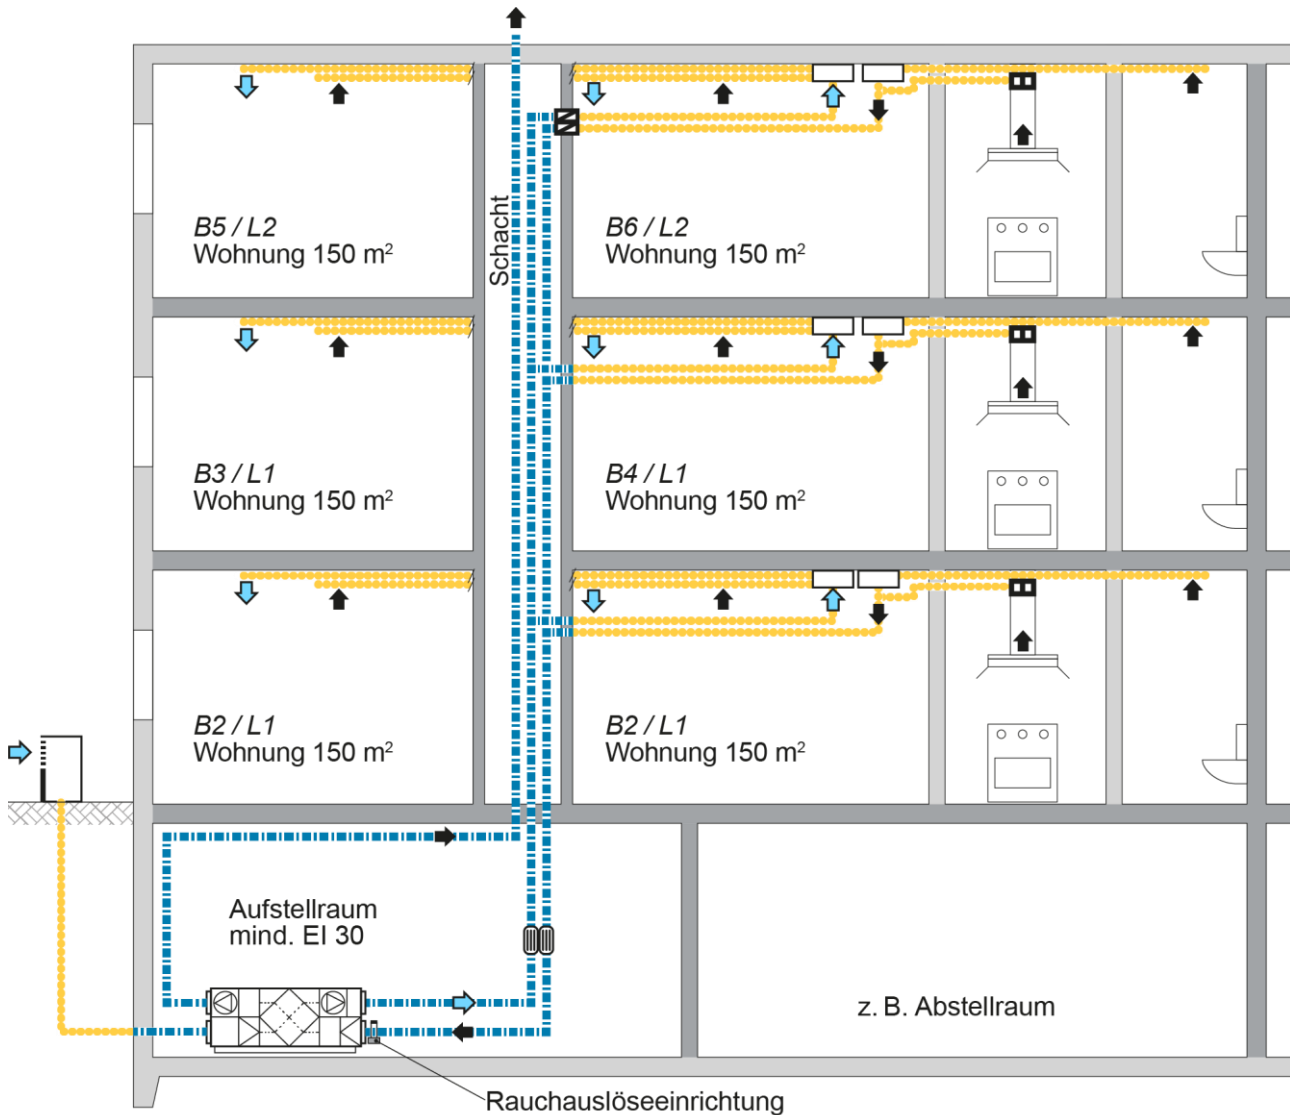 B5 / L2
Wohnung 150 m²
Schacht
B6 / L2
Wohnung 150 m²
B3 / L1
Wohnung 150 m²
B4 / L1
Wohnung 150 m²
B2 / L1
Wohnung 150 m²
B2 / L1
Wohnung 150 m²
Aufstellraum
mind. EI 30
z. B. Abstellraum
Rauchauslöseeinrichtung